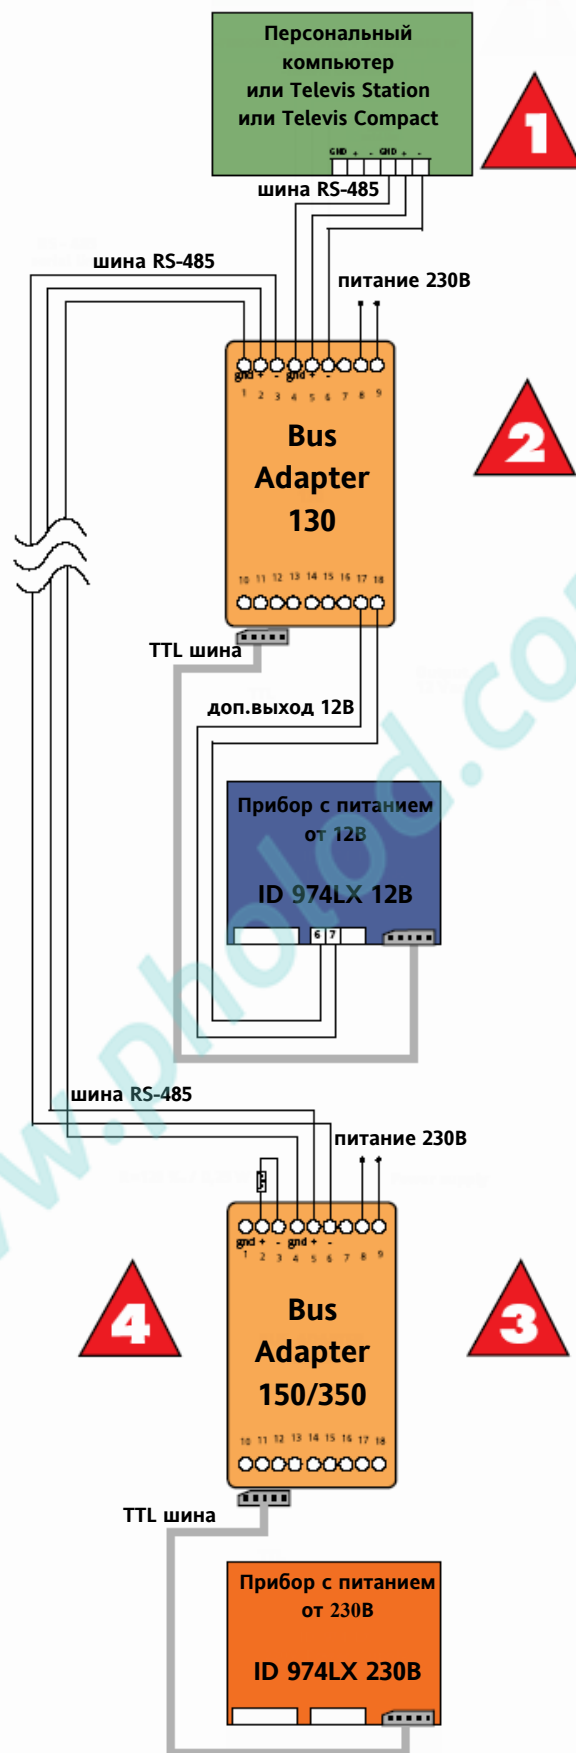 Персональный
компьютер
или Televis Station
или Televis Compact
GND + - GND + -
1
шина RS-485
шина RS-485
питание 230В
gnd + - gnd + -
1 2 3 4 5 6 7 8 9
Bus
Adapter
130
2
10 11 12 13 14 15 16 17 18
TTL шина
доп.выход 12В
Прибор с питанием
от 12В
ID 974LX 12В
6 7
www.pholod.com
шина RS-485
питание 230В
gnd + - gnd + -
1 2 3 4 5 6 7 8 9
Bus
Adapter
150/350
4
3
10 11 12 13 14 15 16 17 18
TTL шина
Прибор с питанием
от 230В
ID 974LX 230В